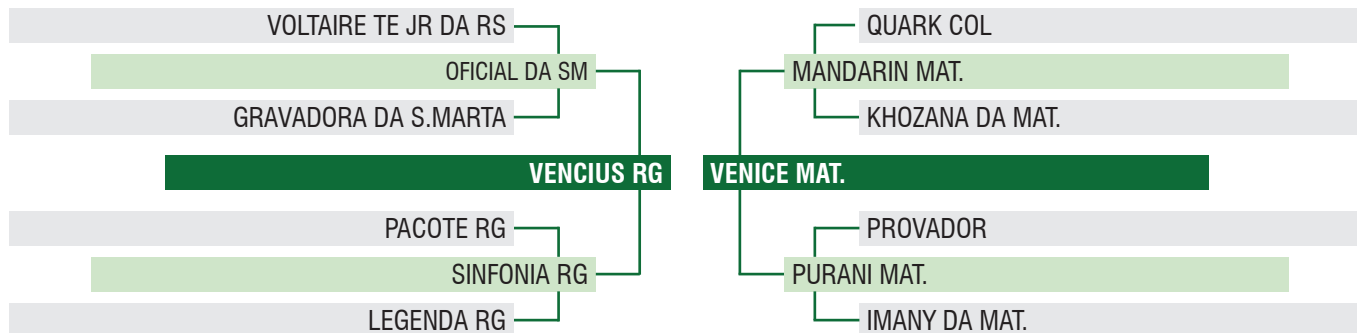 VOLTAIRE TE JR DA RS
QUARK COL
OFICIAL DA SM
MANDARIN MAT.
GRAVADORA DA S.MARTA
KHOZANA DA MAT.
VENCIUS RG
VENICE MAT.
PACOTE RG
PROVADOR
SINFONIA RG
PURANI MAT.
LEGENDA RG
IMANY DA MAT.